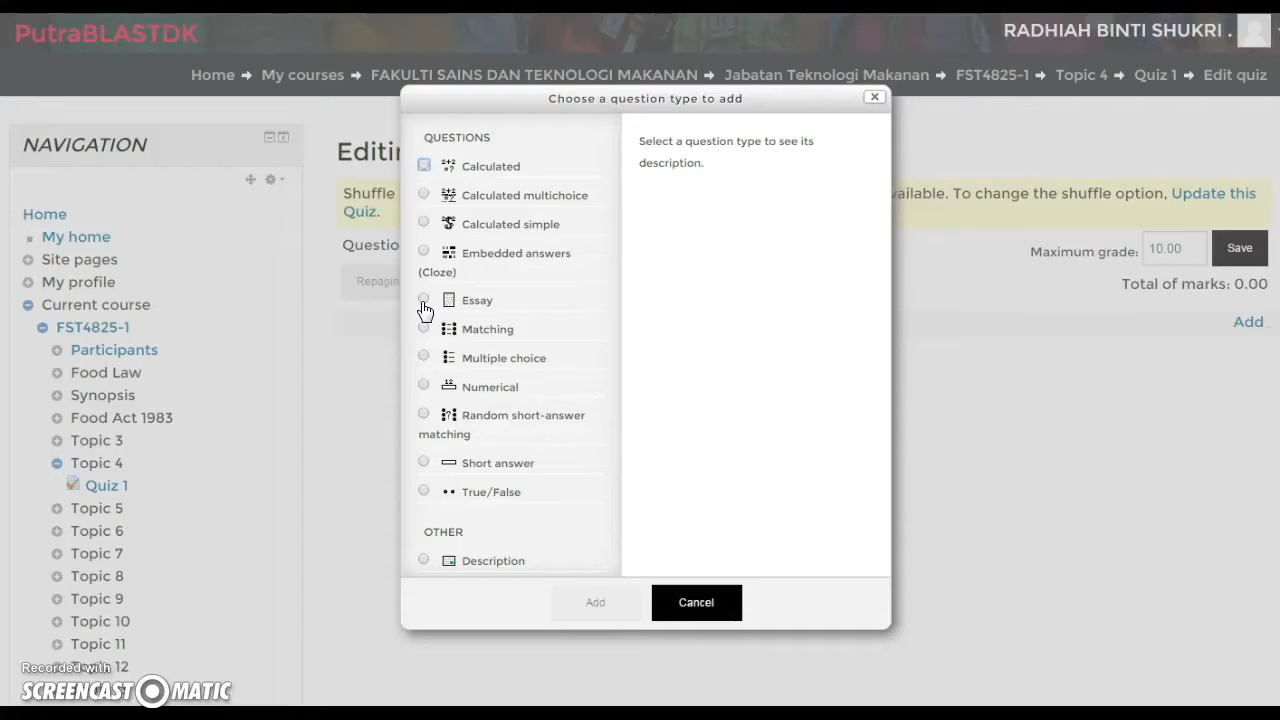 PutraBLASTDK
RADHIAH BINTI SHUKRI .
Home → My courses → FAKULTI SAINS DAN TEKNOLOGI MAKANAN → Jabatan Teknologi Makanan → FST4825-1 → Topic 4 → Quiz 1 → Edit quiz
Choose a question type to add
NAVIGATION
Home
My home
Site pages
My profile
Current course
FST4825-1
Participants
Food Law
Synopsis
Food Act 1983
Topic 3
Topic 4
Quiz 1
Topic 5
Topic 6
Topic 7
Topic 8
Topic 9
Topic 10
Topic 11
12
QUESTIONS
Calculated
Calculated multichoice
Calculated simple
Embedded answers
(Cloze)
Essay
Matching
Multiple choice
Numerical
Random short-answer
matching
Short answer
True/False
OTHER
Description
Select a question type to see its
description.
Add
Cancel
Shuffle
To change the shuffle option, Update this
Quiz.
Maximum grade: 10.00 Save
Total of marks: 0.00
Add
Recorded with
SCREENCAST MATIC